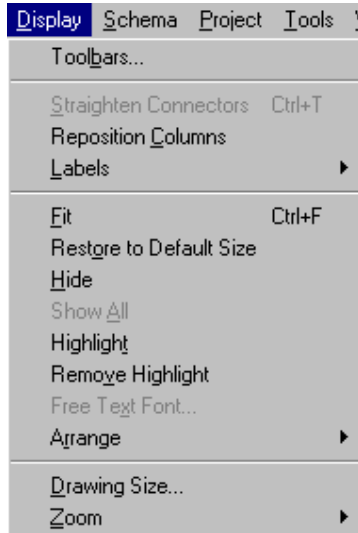 Display Schema Project Tools
Toolbars...
Straighten Connectors Ctrl+T
Reposition Columns
Labels
Fit Ctrl+F
Restore to Default Size
Hide
Show All
Highlight
Remove Highlight
Free Text Font...
Arrange
Drawing Size...
Zoom